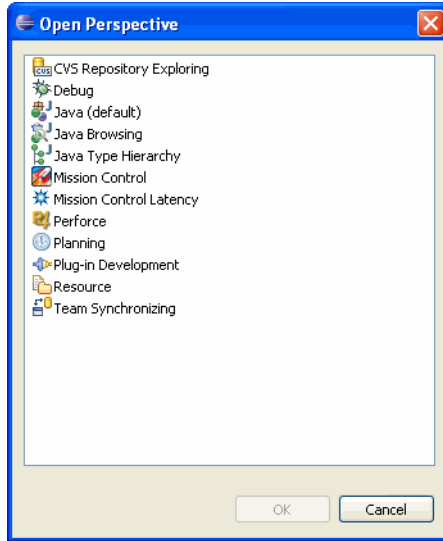 Open Perspective
CVS CVS Repository Exploring
Debug
Java (default)
Java Browsing
Java Type Hierarchy
Mission Control
Mission Control Latency
Perforce
Planning
Plug-in Development
Resource
Team Synchronizing
OK Cancel